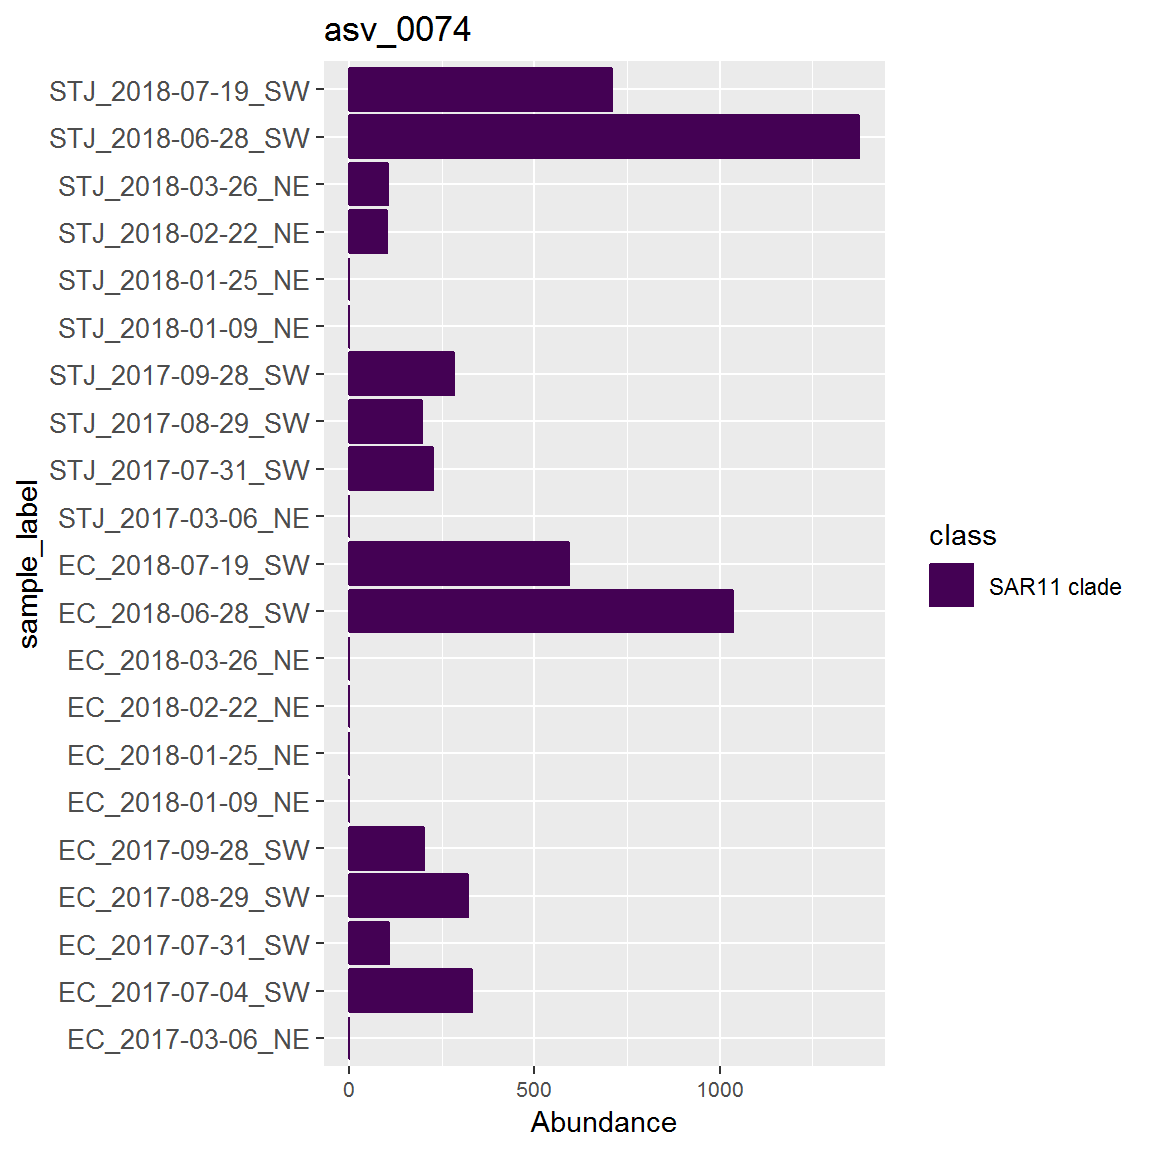 asv_0074
STJ_2018-07-19_SW
STJ_2018-06-28_SW
STJ_2018-03-26_NE
STJ_2018-02-22_NE
STJ_2018-01-25_NE
STJ_2018-01-09_NE
STJ_2017-09-28_SW
STJ_2017-08-29_SW
STJ_2017-07-31_SW
STJ_2017-03-06_NE
EC_2018-07-19_SW
EC_2018-06-28_SW
EC_2018-03-26_NE
EC_2018-02-22_NE
EC_2018-01-25_NE
EC_2018-01-09_NE
EC_2017-09-28_SW
EC_2017-08-29_SW
EC_2017-07-31_SW
EC_2017-07-04_SW
EC_2017-03-06_NE
sample_label
0 500 1000
Abundance
class
SAR11 clade